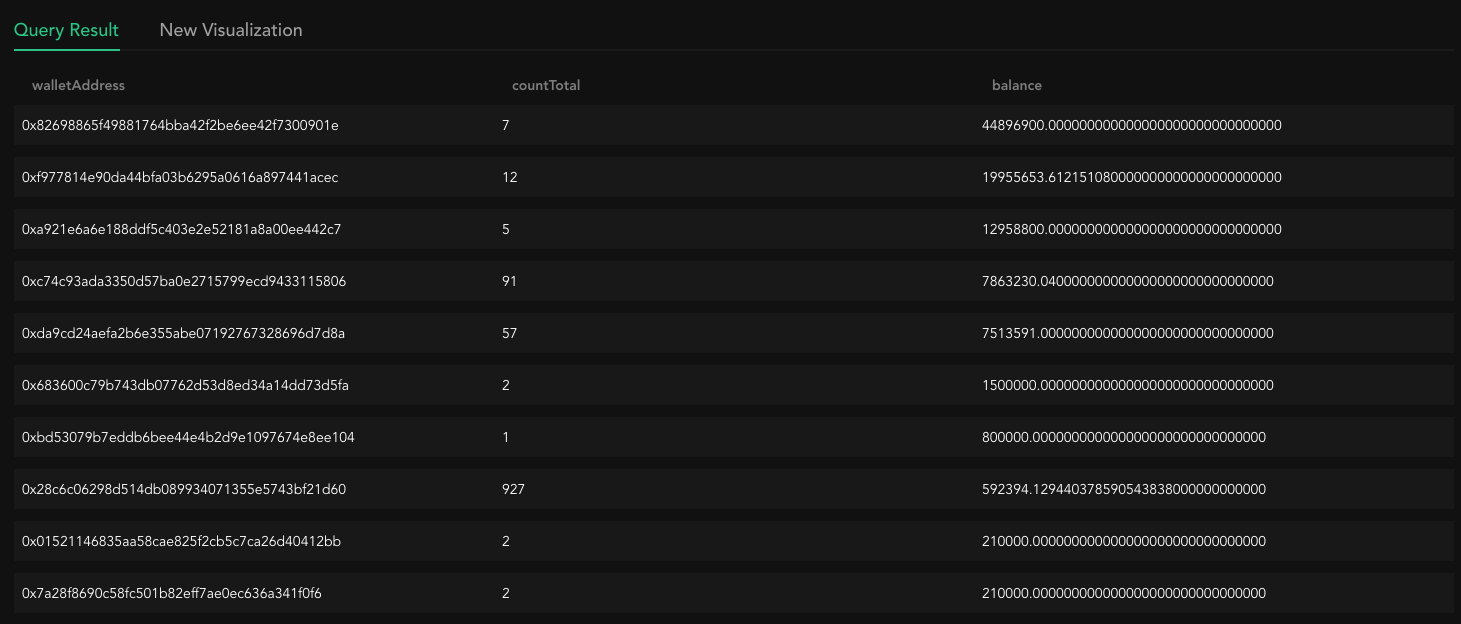 Query Result New Visualization
walletAddress countTotal balance
0x82698865f49881764bba42f2be6ee42f7300901e 7 44896900.000000000000000000000000000000
0xf977814e90da44bfa03b6295a0616a897441acec 12 19955653.612151080000000000000000000000
0xa921e6a6e188ddf5c403e2e52181a8a00ee442c7 5 12958800.000000000000000000000000000000
0xc74c93ada3350d57ba0e2715799ecd9433115806 91 7863230.040000000000000000000000000000
0xda9cd24aefa2b6e355abe07192767328696d7d8a 57 7513591.000000000000000000000000000000
0x683600c79b743db07762d53d8ed34a14dd73d5fa 2 1500000.000000000000000000000000000000
0xbd53079b7eddb6bee44e4b2d9e1097674e8ee104 1 800000.000000000000000000000000000000
0x28c6c06298d514db089934071355e5743bf21d60 927 592394.129440378590543838000000000000
0x01521146835aa58cae825f2cb5c7ca26d40412bb 2 210000.000000000000000000000000000000
0x7a28f8690c58fc501b82eff7ae0ec636a341f0f6 2 210000.000000000000000000000000000000